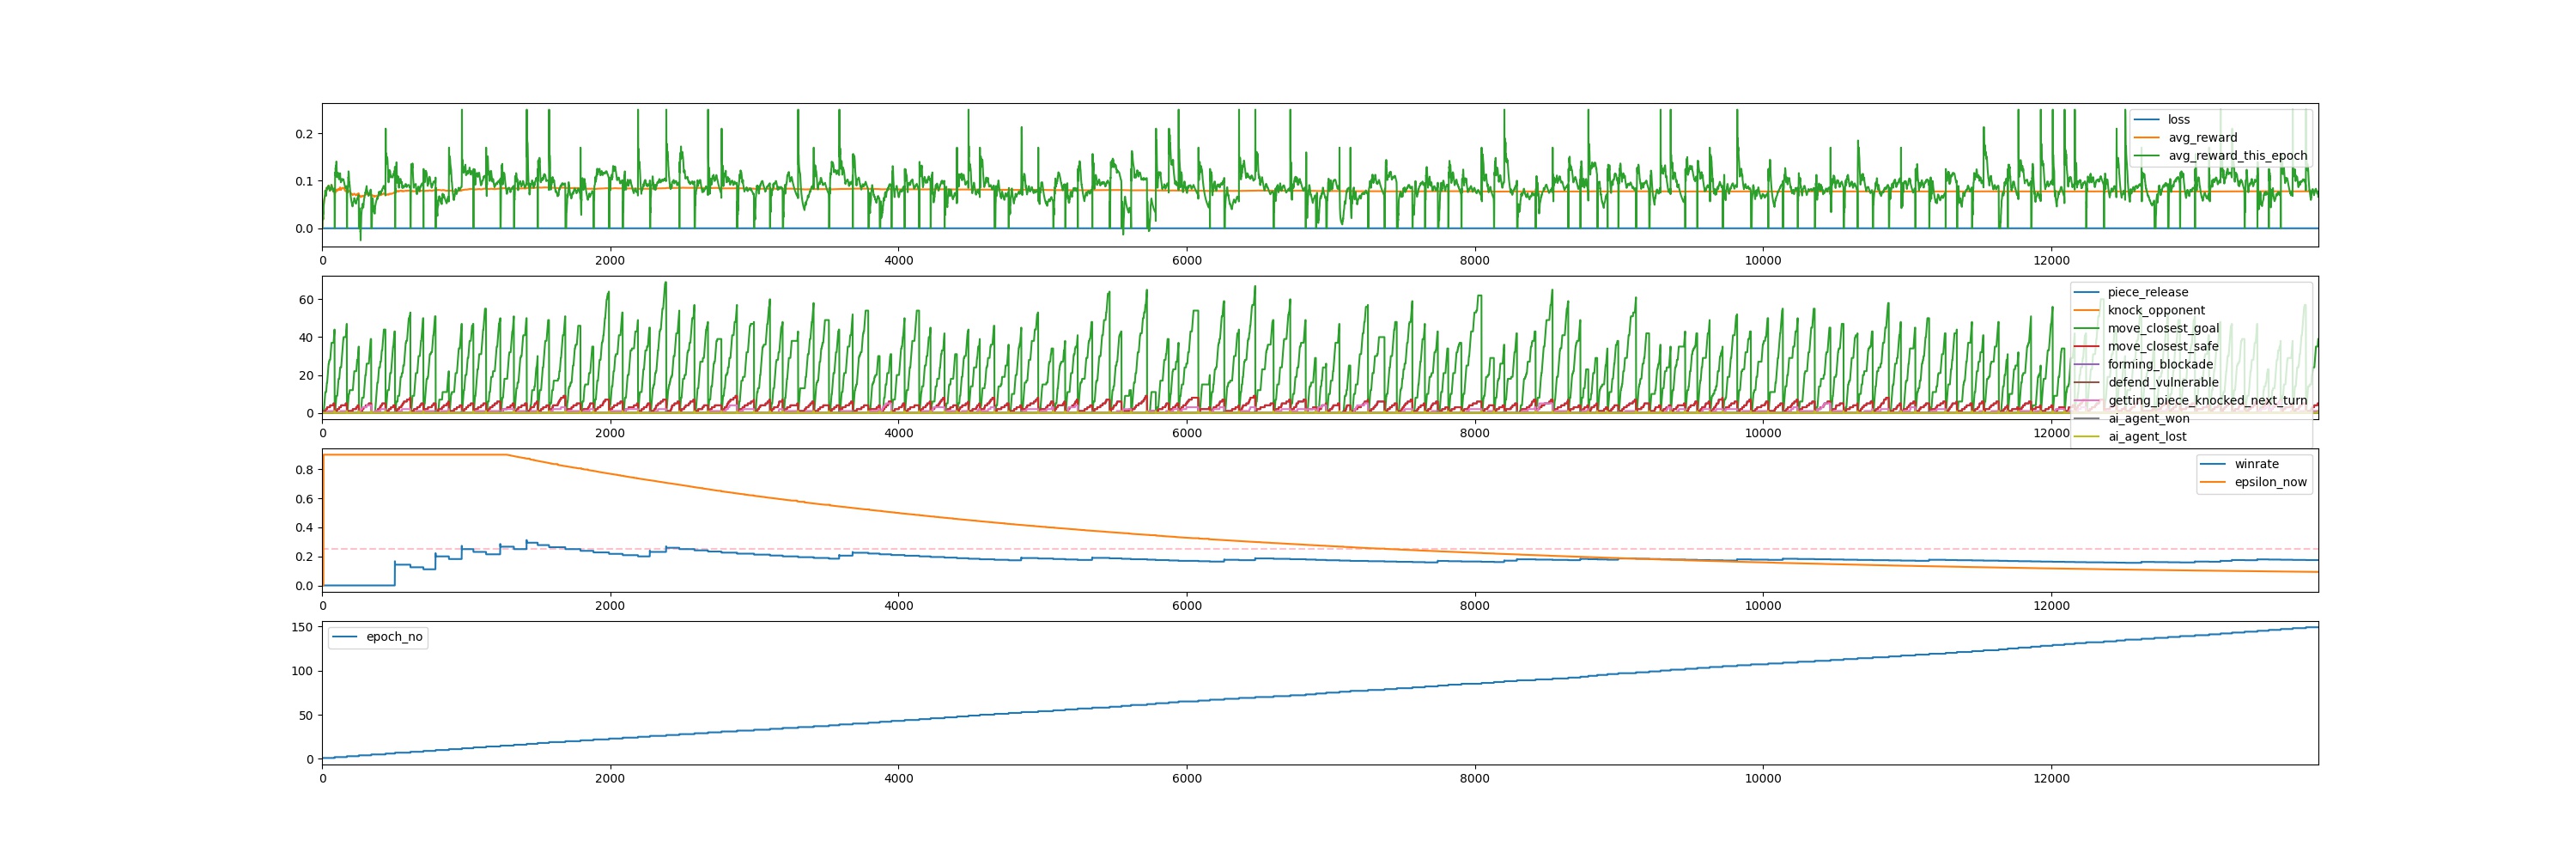 0.2
0.1
0.0
loss
avg_reward
avg_reward_this_epoch
0 2000 4000 6000 8000 10000 12000
60
40
20
0
piece_release
knock_opponent
move_closest_goal
move_closest_safe
forming_blockade
defend_vulnerable
getting_piece_knocked_next_turn
ai_agent_won
ai_agent_lost
0 2000 4000 6000 8000 10000 12000
0.8
0.6
0.4
0.2
0.0
winrate
epsilon_now
0 2000 4000 6000 8000 10000 12000
150
100
50
0
epoch_no
0 2000 4000 6000 8000 10000 12000